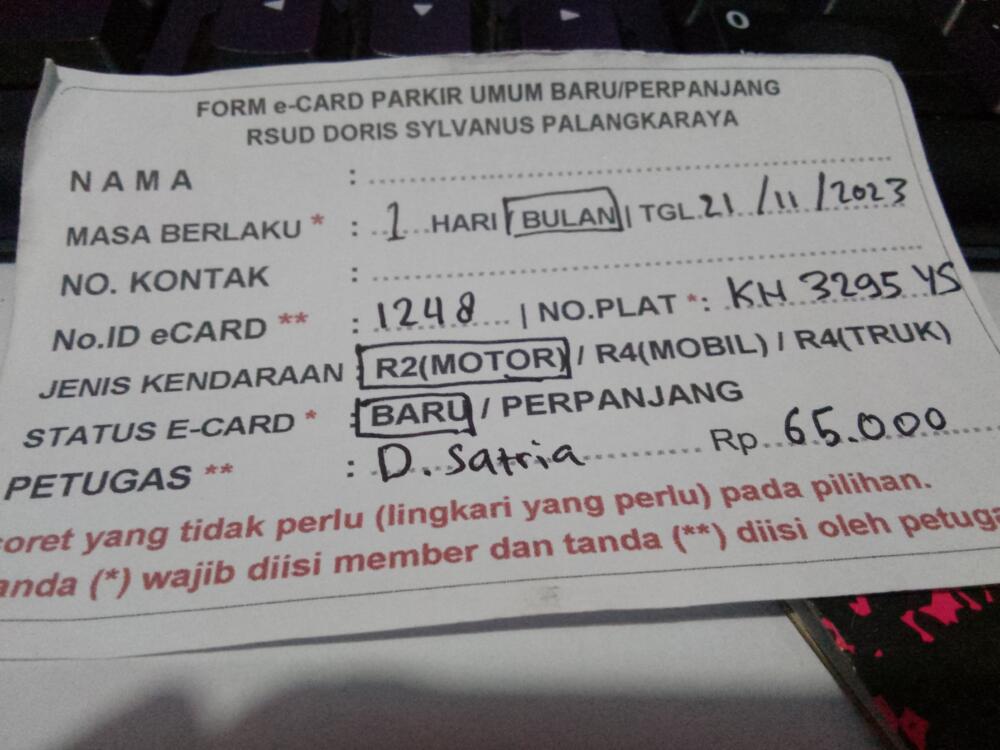 FORM e-CARD PARKIR UMUM BARU/PERPANJANG
RSUD DORIS SYLVANUS PALANGKARAYA
NAMA :
MASA BERLAKU * : 1 HARI / BULAN | TGL. 21/11/2023
NO. KONTAK :
No.ID eCARD ** : 1248 | NO.PLAT *: KH 3295 YS
JENIS KENDARAAN : R2(MOTOR) / R4(MOBIL) / R4(TRUK)
STATUS E-CARD * : BARU / PERPANJANG
PETUGAS ** : D. Satria Rp. 65.000
coret yang tidak perlu (lingkari yang perlu) pada pilihan.
anda (*) wajib diisi member dan tanda (**) diisi oleh petuga